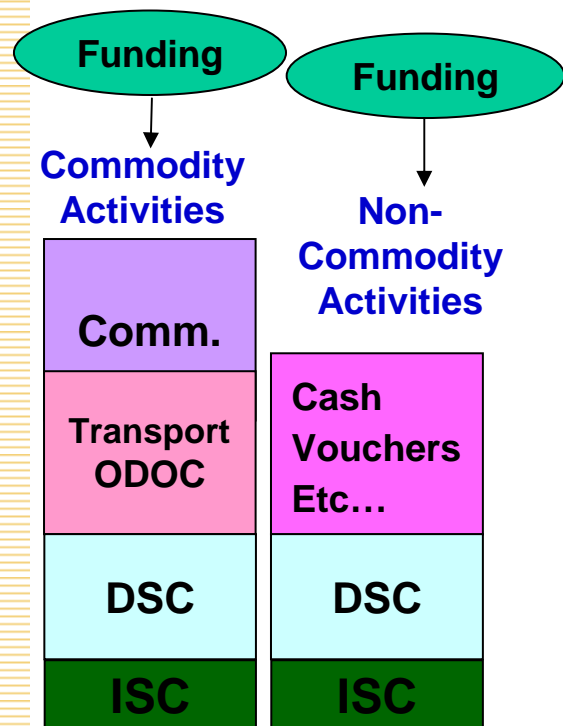 Funding
Commodity
Activities
Comm.
Transport
ODOC
DSC
ISC
Funding
Non-
Commodity
Activities
Cash
Vouchers
Etc…
DSC
ISC